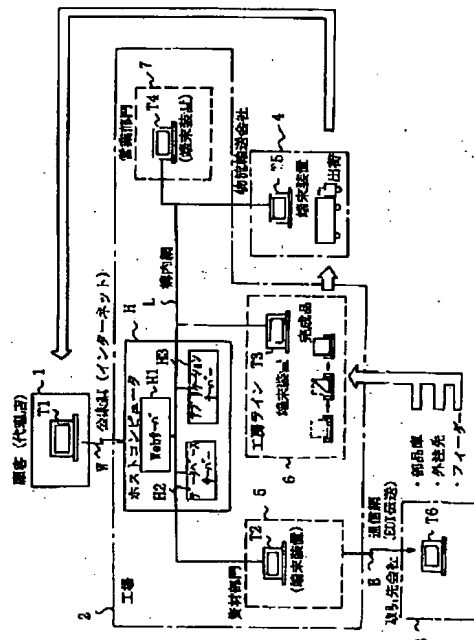 顧客(代理店)
1
T1
W
公衆網(インターネット)
2
工場
ホストコンピュータ
H
Webサーバ
H1
H2
データベース
サーバー
H3
アプリケーション
サーバー
L
構内網
営業部門
7
T4
(端末装置)
資材部門
5
T2
(端末装置)
工場ライン
T3
端末装置
完成品
6
物流輸送会社
4
T5
端末装置
出荷
E
通信網
(EDI伝送)
取引先会社
T6
・部品庫
・外注先
・フィーダー